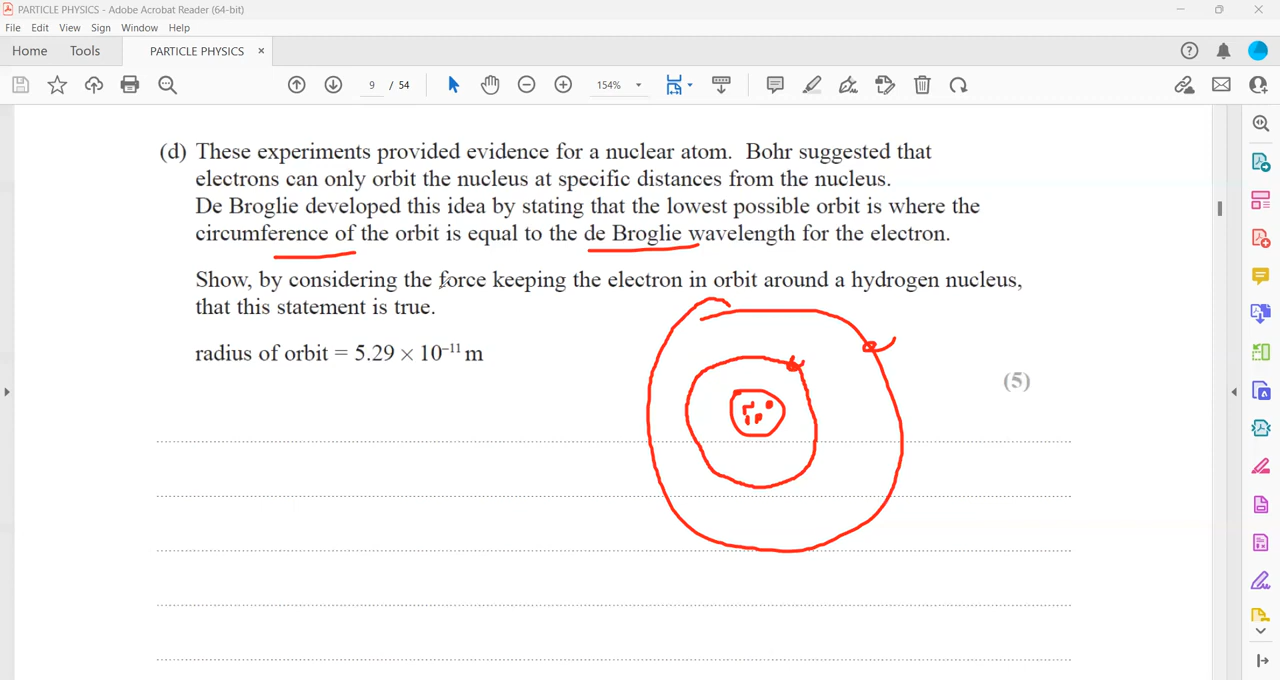 PARTICLE PHYSICS - Adobe Acrobat Reader (64-bit)
File Edit View Sign Window Help
Home Tools PARTICLE PHYSICS ×
9 / 54 154%
(d) These experiments provided evidence for a nuclear atom. Bohr suggested that
electrons can only orbit the nucleus at specific distances from the nucleus.
De Broglie developed this idea by stating that the lowest possible orbit is where the
circumference of the orbit is equal to the de Broglie wavelength for the electron.
Show, by considering the force keeping the electron in orbit around a hydrogen nucleus,
that this statement is true.
radius of orbit = 5.29 × 10⁻¹¹ m
(5)